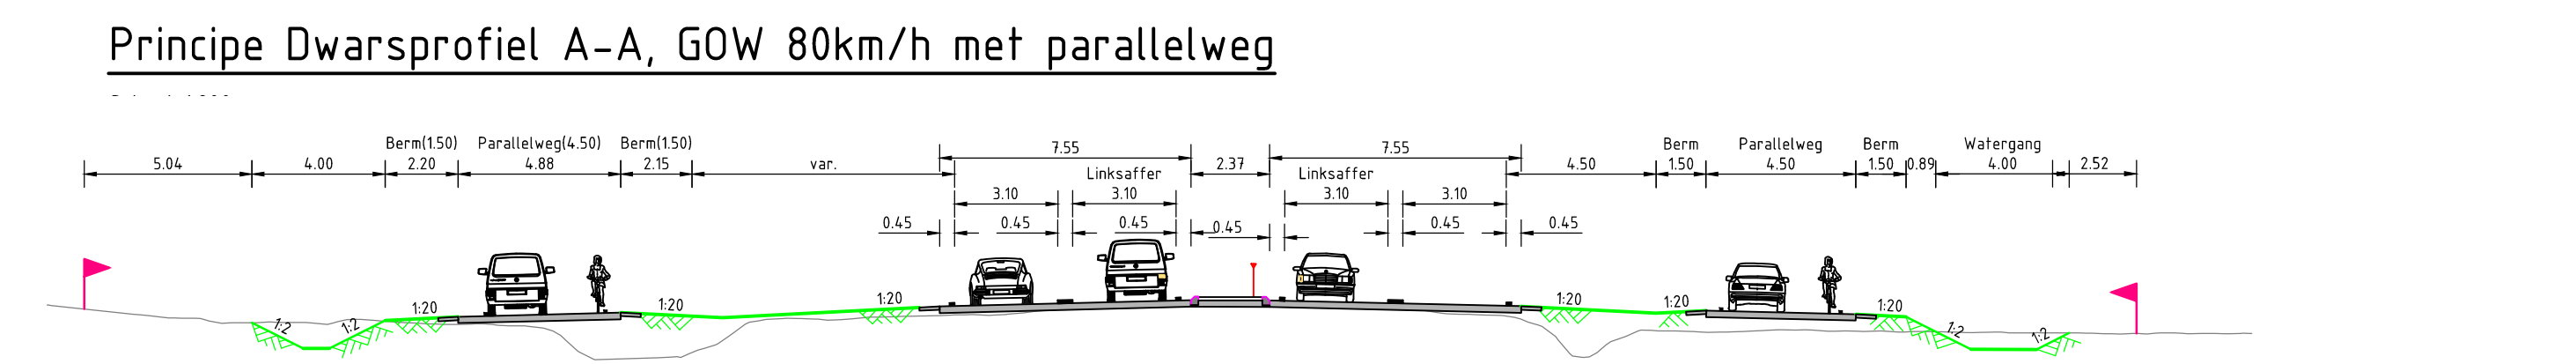 Principe Dwarsprofiel A-A, GOW 80km/h met parallelweg
Berm(1.50) Parallelweg(4.50) Berm(1.50) 7.55 7.55 Berm Parallelweg Berm Watergang
5.04 4.00 2.20 4.88 2.15 var. 2.37 4.50 1.50 4.50 1.50 0.89 4.00 2.52
Linksaffer Linksaffer
3.10 3.10 3.10 3.10
0.45 0.45 0.45 0.45 0.45 0.45
1:20 1:20 1:20 1:20 1:20 1:20
1:2 1:2 1:2 1:2